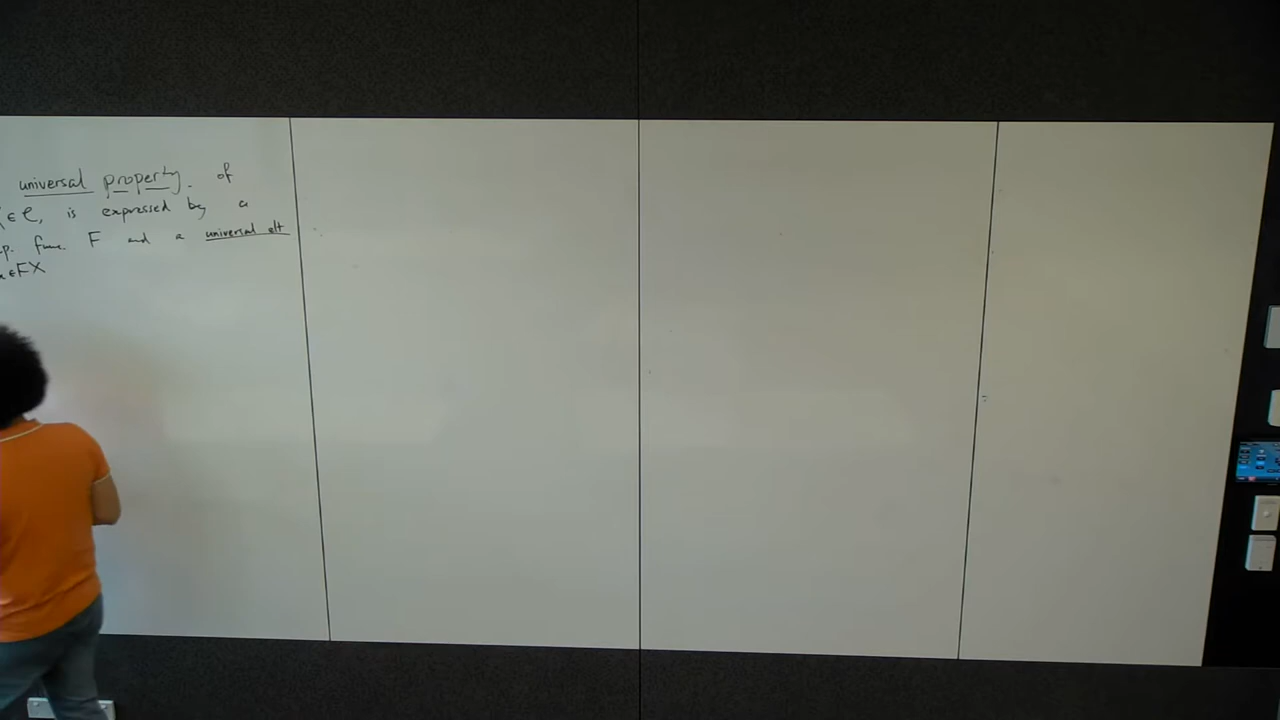 universal property. of
∈ C, is expressed by a
p. func. F and a universal elt
x ∈ FX